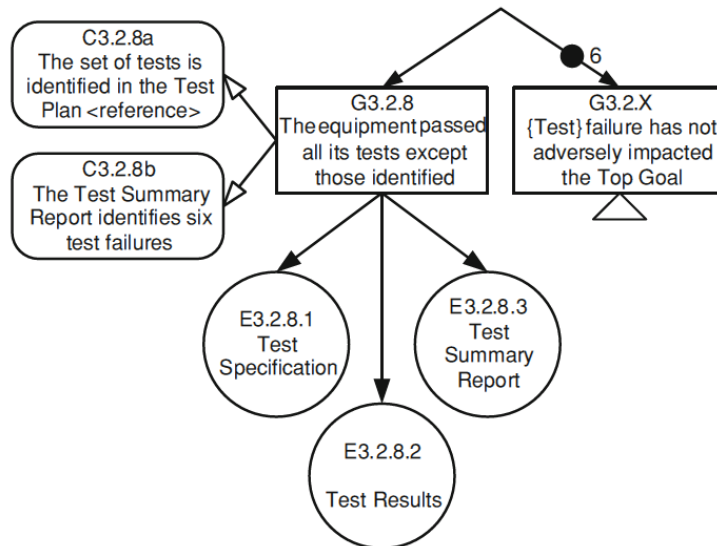 C3.2.8a
The set of tests is
identified in the Test
Plan <reference>
6
G3.2.8
The equipment passed
all its tests except
those identified
G3.2.X
{Test} failure has not
adversely impacted
the Top Goal
C3.2.8b
The Test Summary
Report identifies six
test failures
E3.2.8.1
Test
Specification
E3.2.8.3
Test
Summary
Report
E3.2.8.2
Test Results